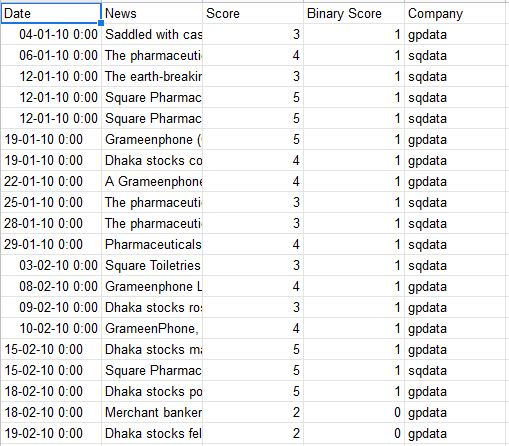 Date News Score Binary Score Company
04-01-10 0:00 Saddled with cas 3 1 gpdata
06-01-10 0:00 The pharmaceuti 4 1 sqdata
12-01-10 0:00 The earth-breakin 3 1 sqdata
12-01-10 0:00 Square Pharmac 5 1 sqdata
12-01-10 0:00 Square Pharmac 5 1 sqdata
19-01-10 0:00 Grameenphone ( 5 1 gpdata
19-01-10 0:00 Dhaka stocks co 4 1 gpdata
22-01-10 0:00 A Grameenphone 4 1 gpdata
25-01-10 0:00 The pharmaceuti 3 1 sqdata
28-01-10 0:00 The pharmaceuti 3 1 sqdata
29-01-10 0:00 Pharmaceuticals 4 1 sqdata
03-02-10 0:00 Square Toiletries 3 1 sqdata
08-02-10 0:00 Grameenphone L 4 1 gpdata
09-02-10 0:00 Dhaka stocks ros 3 1 gpdata
10-02-10 0:00 GrameenPhone, 4 1 gpdata
15-02-10 0:00 Dhaka stocks ma 5 1 gpdata
15-02-10 0:00 Square Pharmac 5 1 sqdata
18-02-10 0:00 Dhaka stocks po 5 1 gpdata
18-02-10 0:00 Merchant banker 2 0 gpdata
19-02-10 0:00 Dhaka stocks fel 2 0 gpdata